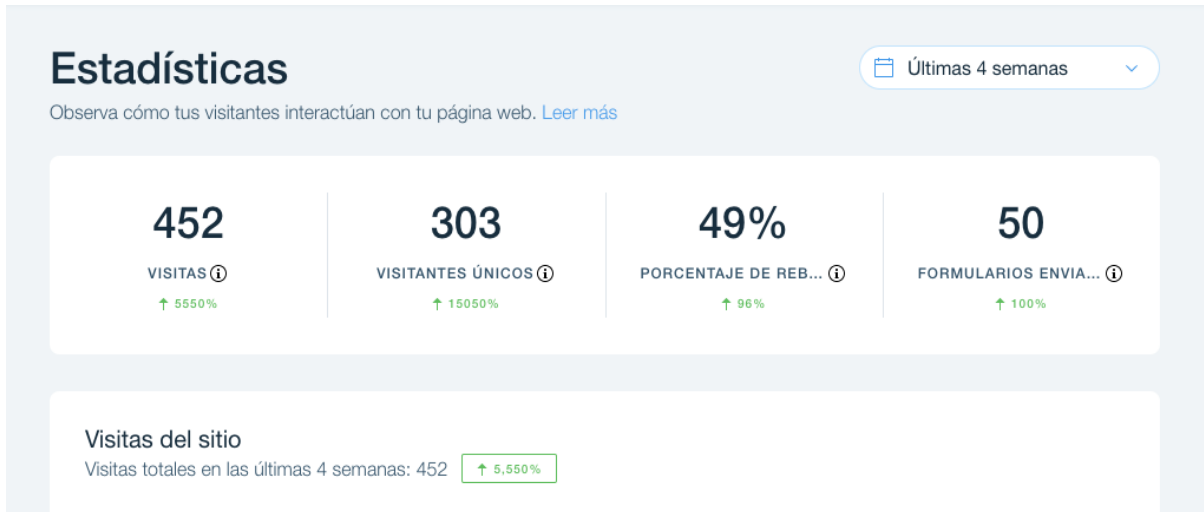 Estadísticas
Últimas 4 semanas
Observa cómo tus visitantes interactúan con tu página web. Leer más
452
303
49%
50
VISITAS
VISITANTES ÚNICOS
PORCENTAJE DE REB...
FORMULARIOS ENVIA...
↑ 5550%
↑ 15050%
↑ 96%
↑ 100%
Visitas del sitio
Visitas totales en las últimas 4 semanas: 452 ↑ 5,550%